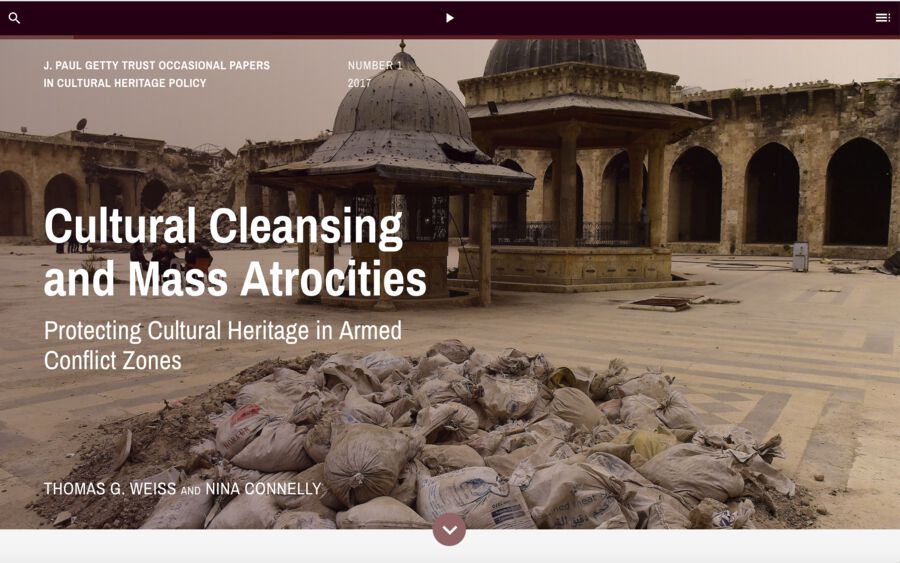 J. PAUL GETTY TRUST OCCASIONAL PAPERS
IN CULTURAL HERITAGE POLICY
NUMBER 1
2017
Cultural Cleansing
and Mass Atrocities
Protecting Cultural Heritage in Armed
Conflict Zones
THOMAS G. WEISS AND NINA CONNELLY